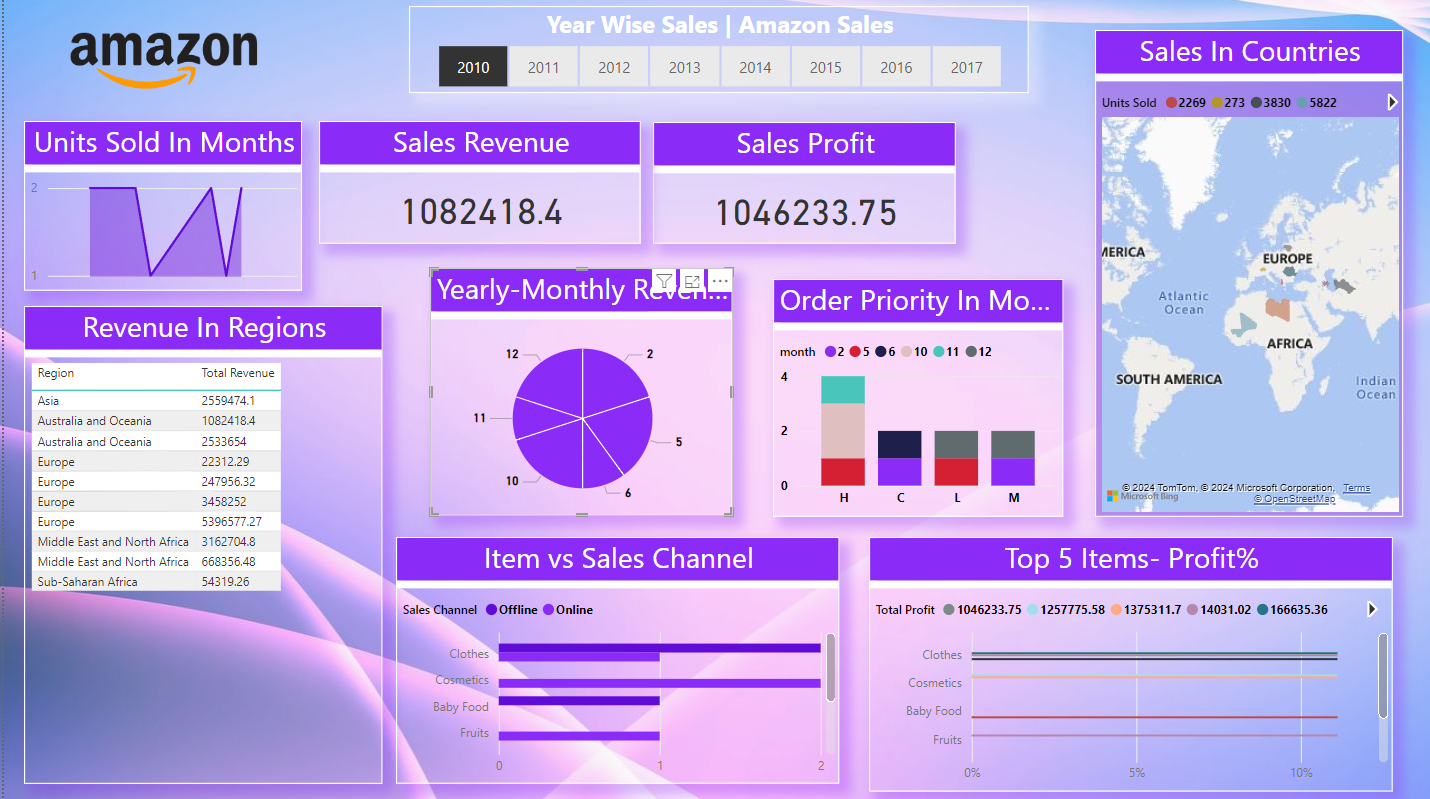 amazon
Year Wise Sales | Amazon Sales
2010 2011 2012 2013 2014 2015 2016 2017
Sales In Countries
Units Sold 2269 273 3830 5822
MERICA
EUROPE
Atlantic
Ocean
AFRICA
SOUTH AMERICA
Indian
Ocean
© 2024 TomTom, © 2024 Microsoft Corporation, Terms
Microsoft Bing © OpenStreetMap
Units Sold In Months
2
1
Sales Revenue
1082418.4
Sales Profit
1046233.75
Revenue In Regions
Region Total Revenue
Asia 2559474.1
Australia and Oceania 1082418.4
Australia and Oceania 2533654
Europe 22312.29
Europe 247956.32
Europe 3458252
Europe 5396577.27
Middle East and North Africa 3162704.8
Middle East and North Africa 668356.48
Sub-Saharan Africa 54319.26
Yearly-Monthly Reven...
12 2
11 5
10 6
Order Priority In Mo...
month 2 5 6 10 11 12
4
2
0
H C L M
Item vs Sales Channel
Sales Channel Offline Online
Clothes
Cosmetics
Baby Food
Fruits
0 1 2
Top 5 Items- Profit%
Total Profit 1046233.75 1257775.58 1375311.7 14031.02 166635.36
Clothes
Cosmetics
Baby Food
Fruits
0% 5% 10%